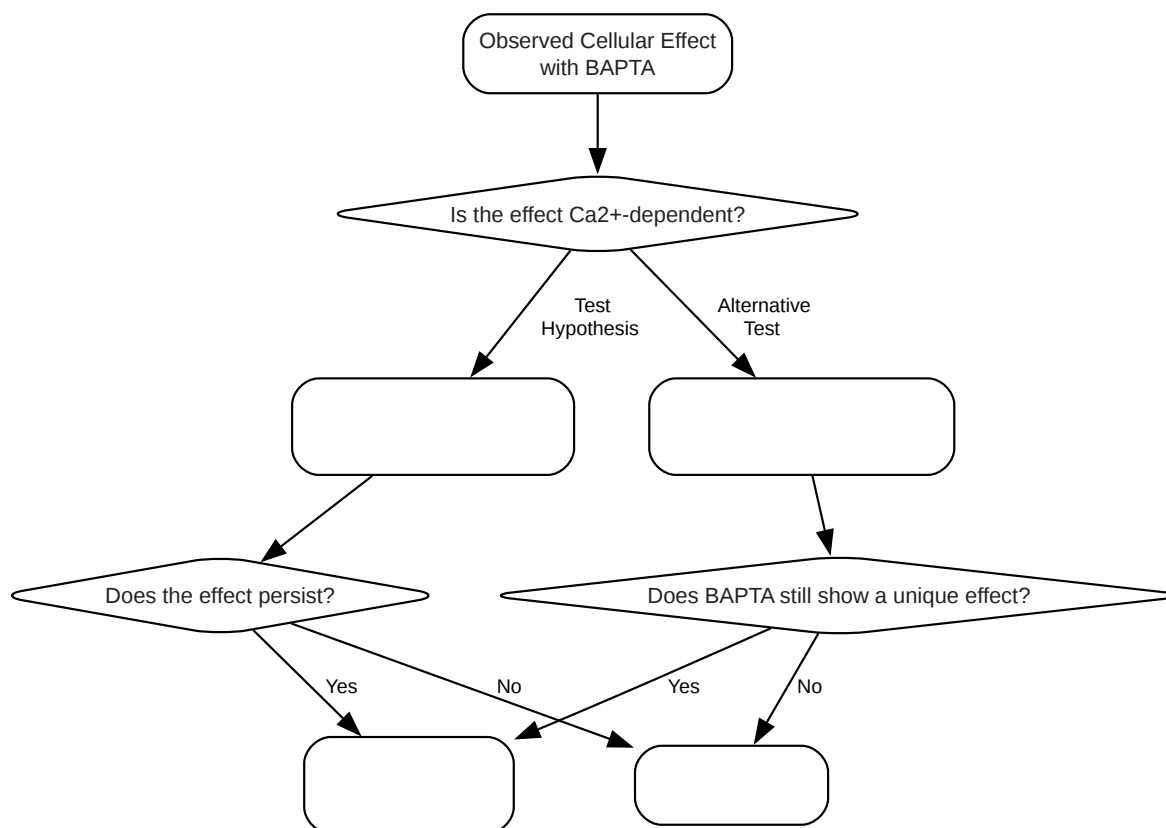 Observed Cellular Effect
with BAPTA
Is the effect Ca2+-dependent?
Test
Hypothesis
Alternative
Test
Does the effect persist?
Does BAPTA still show a unique effect?
Yes
No
Yes
No